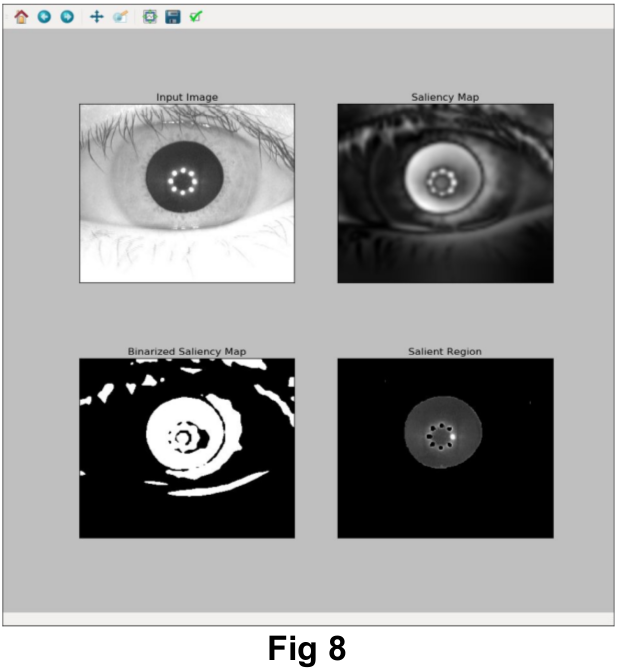 Input Image
Saliency Map
Binarized Saliency Map
Salient Region
Fig 8